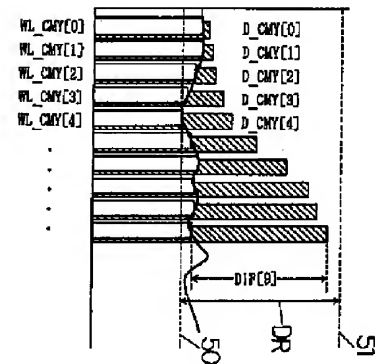 WL_CMY[0] D_CMY[0]
WL_CMY[1] D_CMY[1]
WL_CMY[2] D_CMY[2]
WL_CMY[3] D_CMY[3]
WL_CMY[4] D_CMY[4]
DIF[9]
DR
50
51